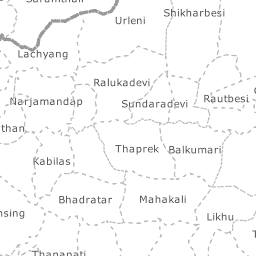 Urleni
Shikharbesi
Lachyang
Ralukadevi
Narjamandap
Sundaradevi
Rautbesi
Thaprek
Balkumari
Kabilas
Bhadratar
Mahakali
Likhu